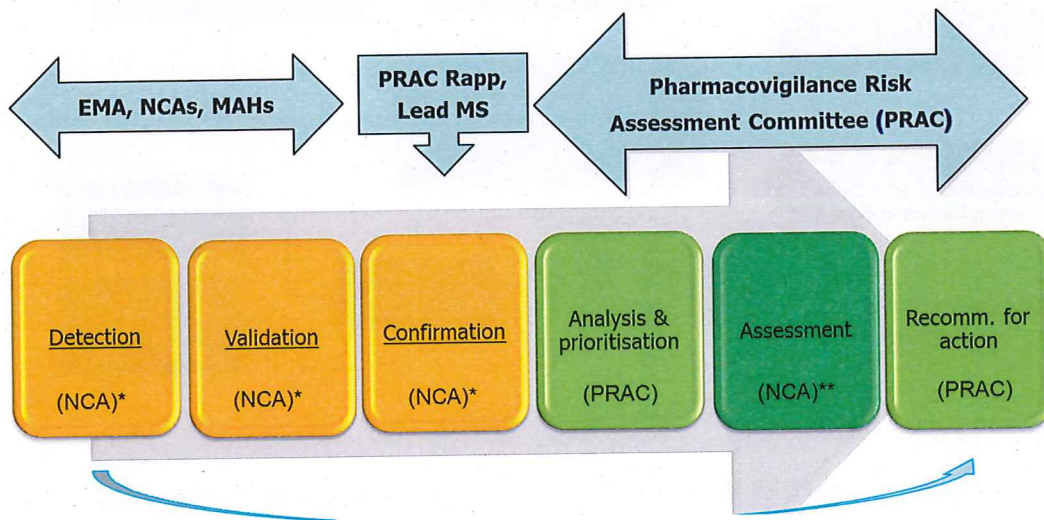 EMA, NCAs, MAHs
PRAC Rapp,
Lead MS
Pharmacovigilance Risk
Assessment Committee (PRAC)
Detection
(NCA)*
Validation
(NCA)*
Confirmation
(NCA)*
Analysis &
prioritisation
(PRAC)
Assessment
(NCA)**
Recomm. for
action
(PRAC)